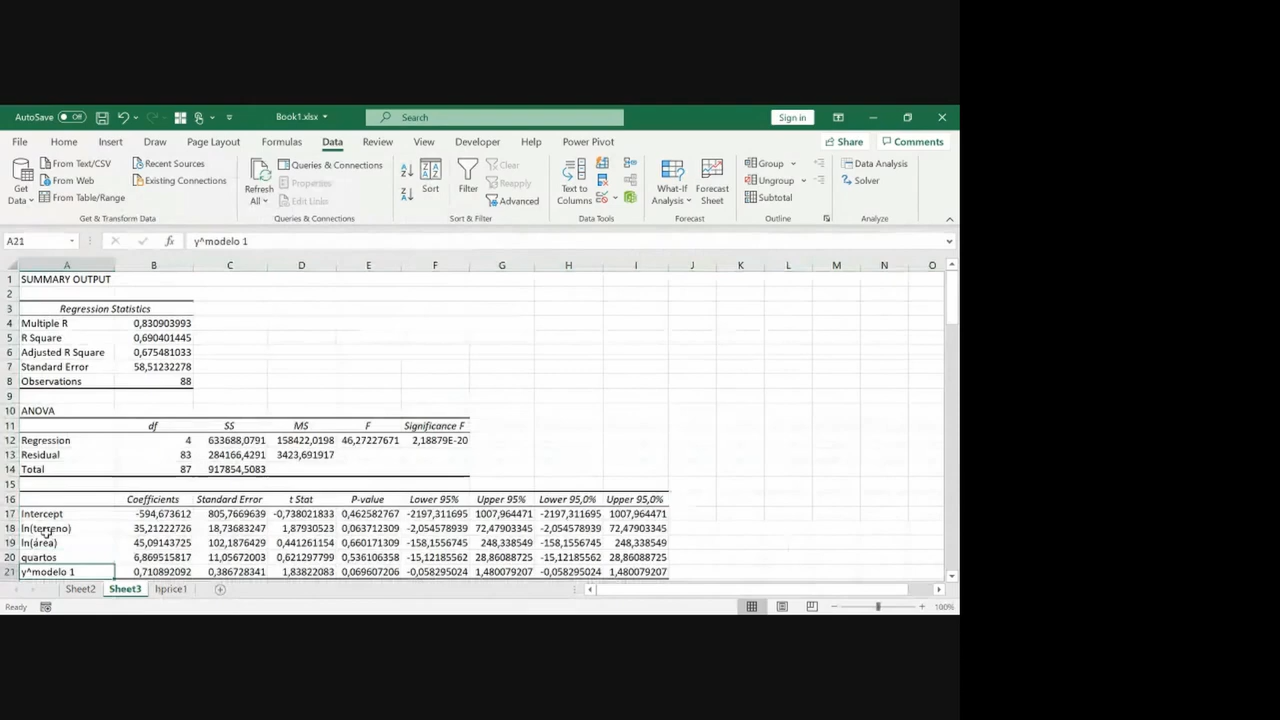 AutoSave Off Book1.xlsx Search Sign in
File Home Insert Draw Page Layout Formulas Data Review View Developer Help Power Pivot Share Comments
From Text/CSV Recent Sources Queries & Connections Clear Group Data Analysis
From Web Existing Connections Properties Reapply Ungroup Solver
From Table/Range Edit Links Advanced Subtotal
Get Data Refresh All Sort Filter Text to Columns What-If Analysis Forecast Sheet
Get & Transform Data Queries & Connections Sort & Filter Data Tools Forecast Outline Analyze
A21 fx y^modelo 1
A B C D E F G H I J K L M N O
1 SUMMARY OUTPUT
2
3 Regression Statistics
4 Multiple R 0,830903993
5 R Square 0,690401445
6 Adjusted R Square 0,675481033
7 Standard Error 58,51232278
8 Observations 88
9
10 ANOVA
11 df SS MS F Significance F
12 Regression 4 633688,0791 158422,0198 46,27227671 2,18879E-20
13 Residual 83 284166,4291 3423,691917
14 Total 87 917854,5083
15
16 Coefficients Standard Error t Stat P-value Lower 95% Upper 95% Lower 95,0% Upper 95,0%
17 Intercept -594,673612 805,7669639 -0,738021833 0,462582767 -2197,311695 1007,964471 -2197,311695 1007,964471
18 ln(terreno) 35,21222726 18,73683247 1,87930523 0,063712309 -2,054578939 72,47903345 -2,054578939 72,47903345
19 ln(área) 45,09143725 102,1876429 0,441261154 0,660171309 -158,1556745 248,338549 -158,1556745 248,338549
20 quartos 6,869515817 11,05672003 0,621297799 0,536106358 -15,12185562 28,86088725 -15,12185562 28,86088725
21 y^modelo 1 0,710892092 0,386728341 1,83822083 0,069607206 -0,058295024 1,480079207 -0,058295024 1,480079207
Sheet2 Sheet3 hprice1
Ready 100%